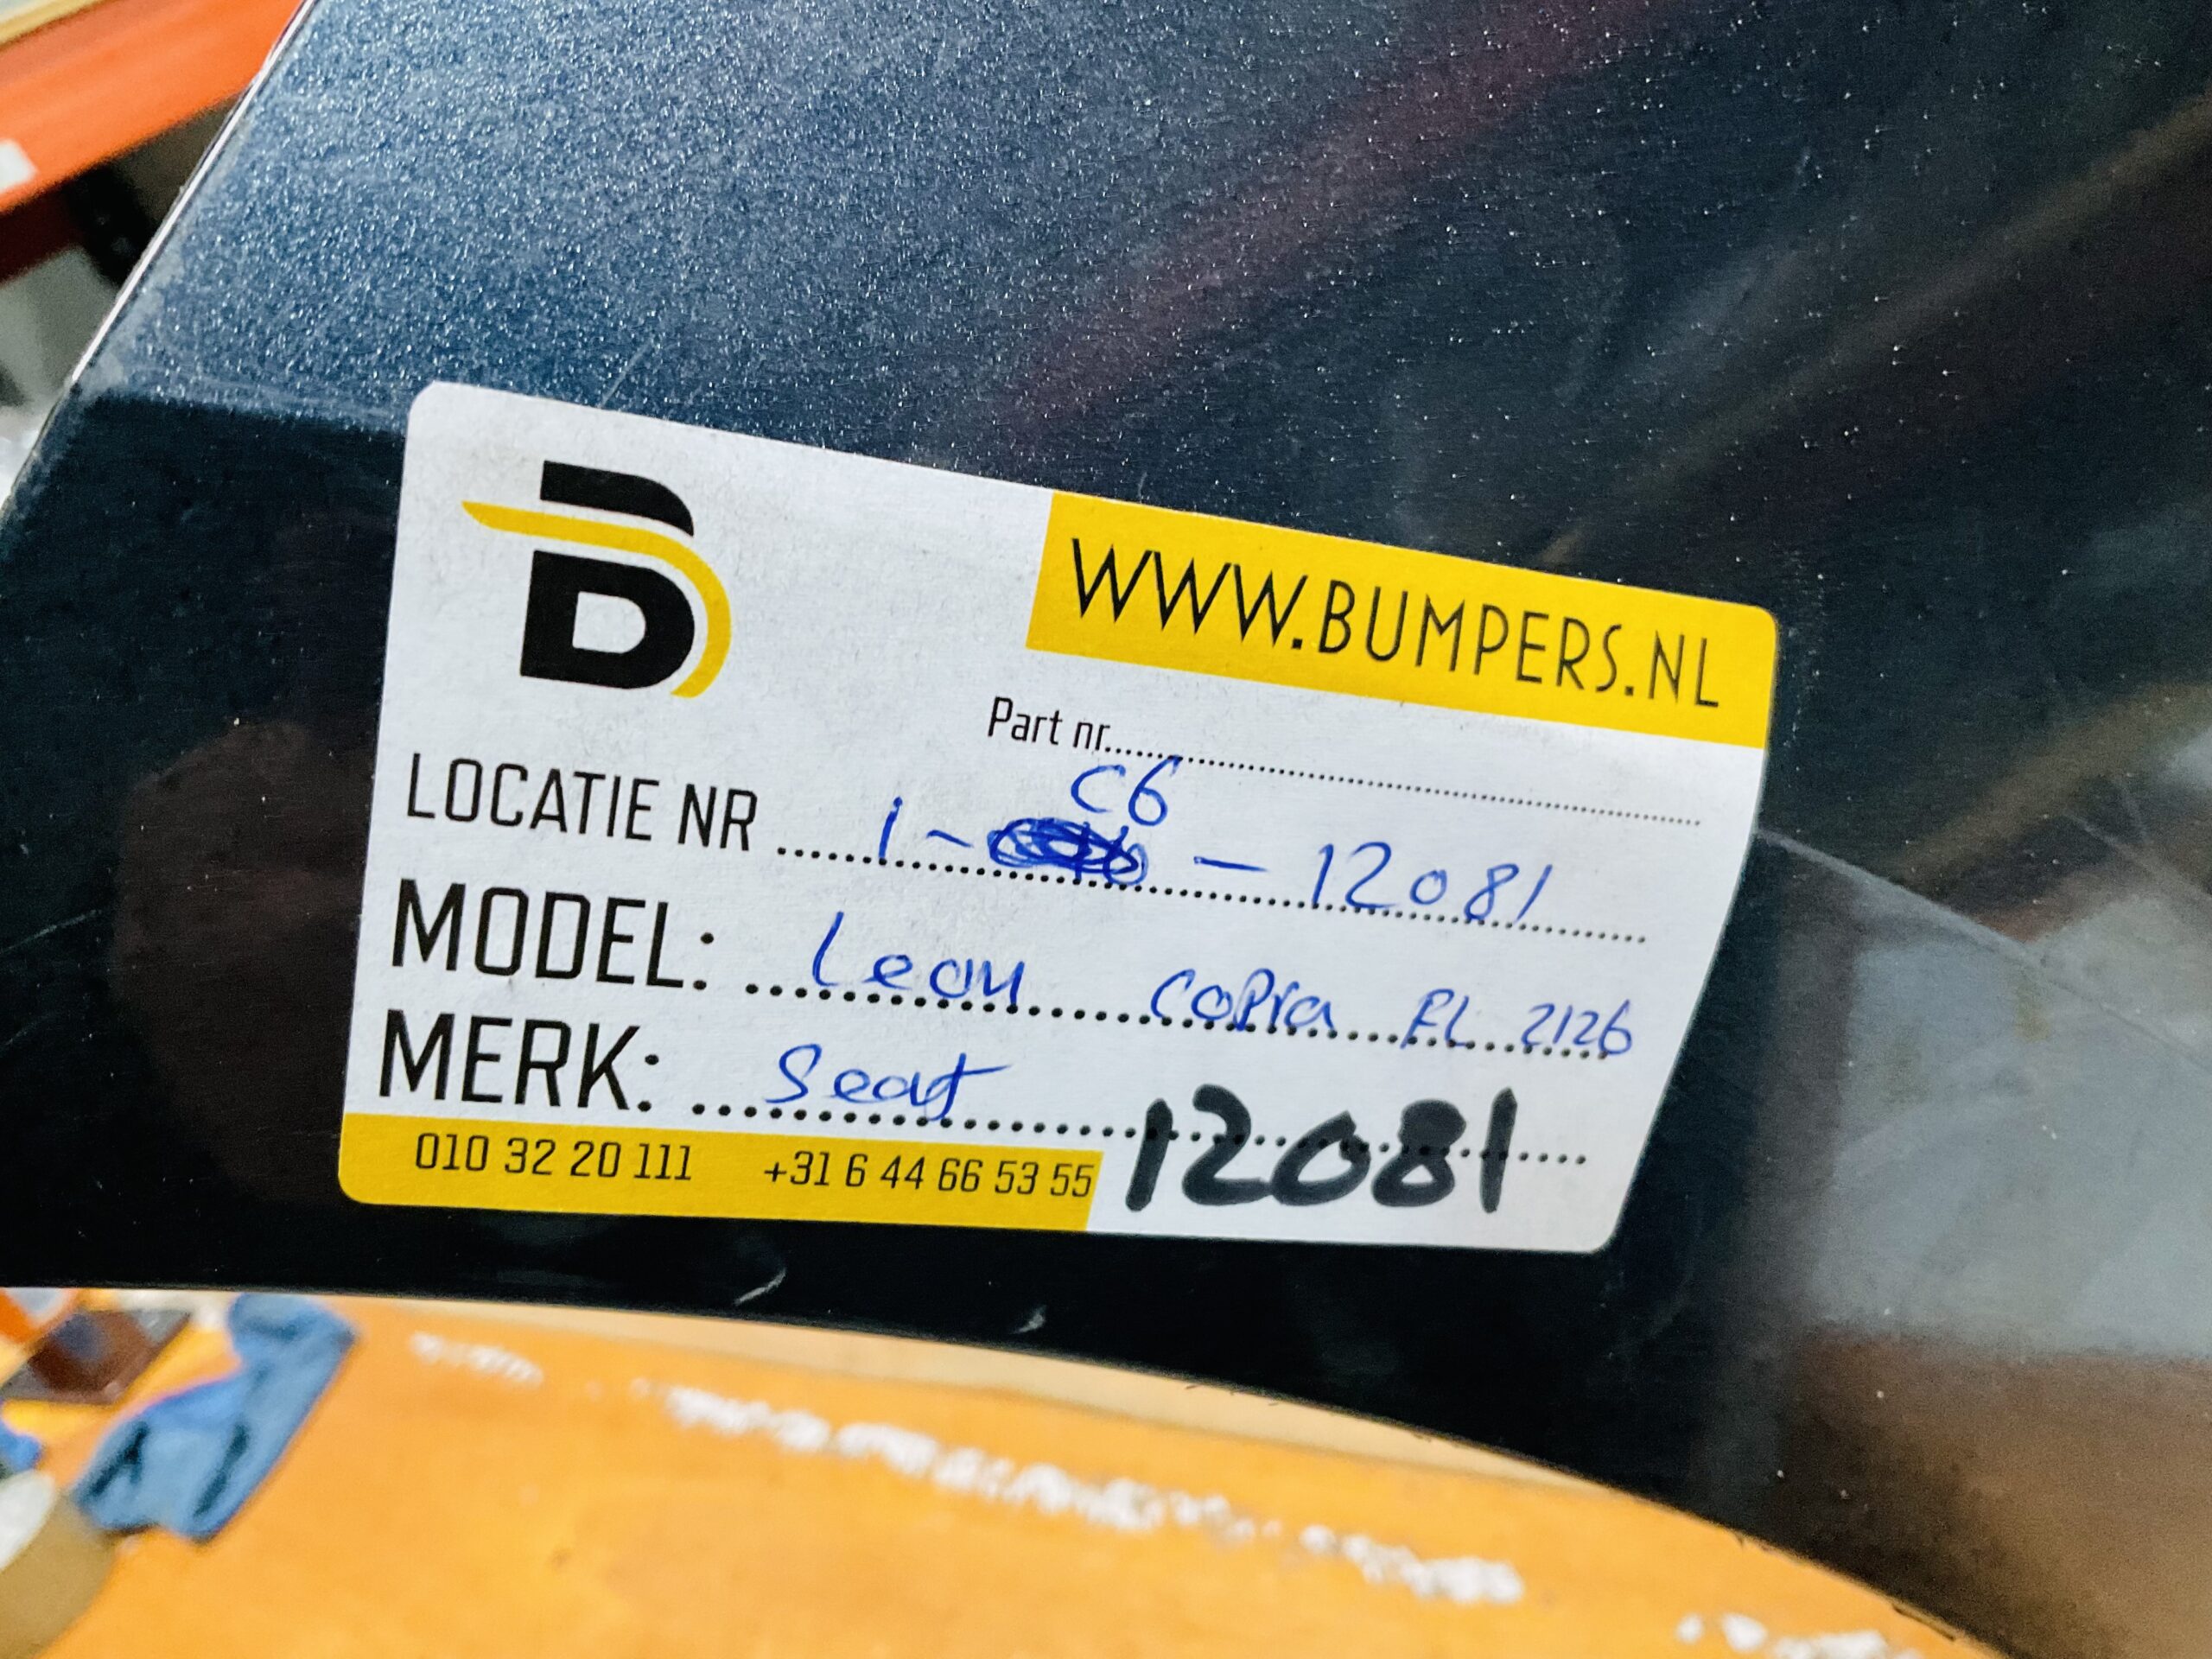 B
WWW.BUMPERS.NL
Part nr..........
C6
LOCATIE NR .......... 1 - - 12081
MODEL: Leon Copra FL 2126
MERK: Seat
12081
010 32 20 111 +31 6 44 66 53 55